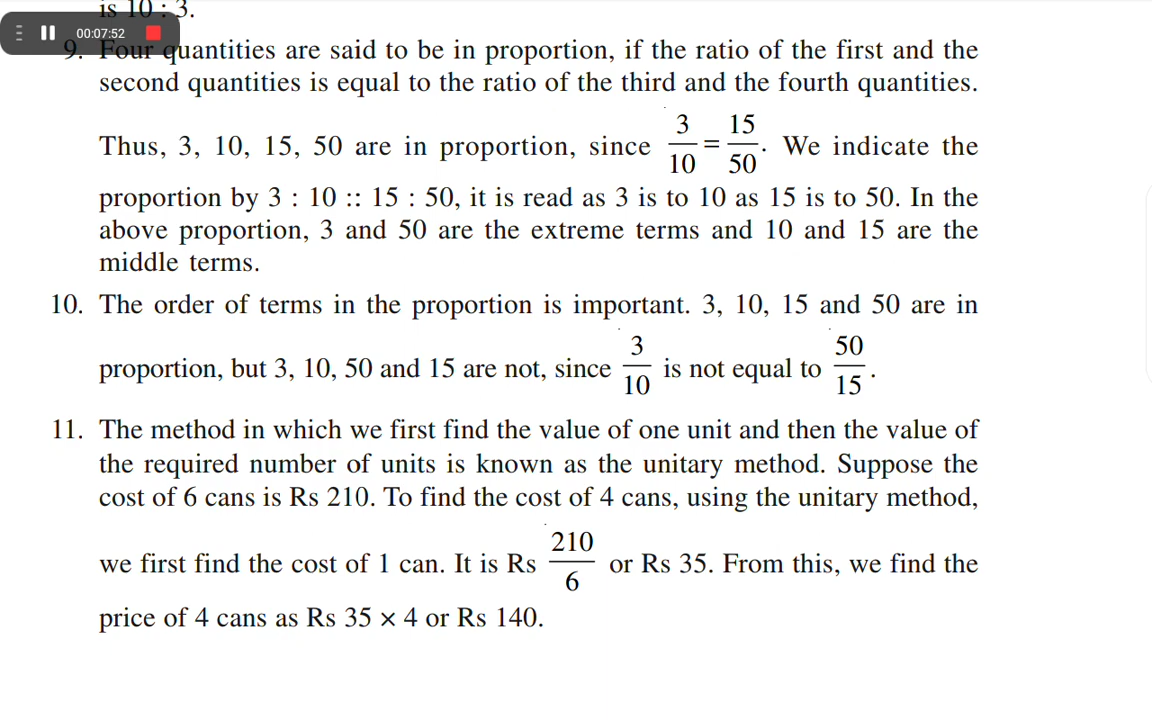 is 10 : 3.
00:07:52
9. Four quantities are said to be in proportion, if the ratio of the first and the
second quantities is equal to the ratio of the third and the fourth quantities.
Thus, 3, 10, 15, 50 are in proportion, since 3/10 = 15/50. We indicate the
proportion by 3 : 10 :: 15 : 50, it is read as 3 is to 10 as 15 is to 50. In the
above proportion, 3 and 50 are the extreme terms and 10 and 15 are the
middle terms.
10. The order of terms in the proportion is important. 3, 10, 15 and 50 are in
proportion, but 3, 10, 50 and 15 are not, since 3/10 is not equal to 50/15.
11. The method in which we first find the value of one unit and then the value of
the required number of units is known as the unitary method. Suppose the
cost of 6 cans is Rs 210. To find the cost of 4 cans, using the unitary method,
we first find the cost of 1 can. It is Rs 210/6 or Rs 35. From this, we find the
price of 4 cans as Rs 35 × 4 or Rs 140.